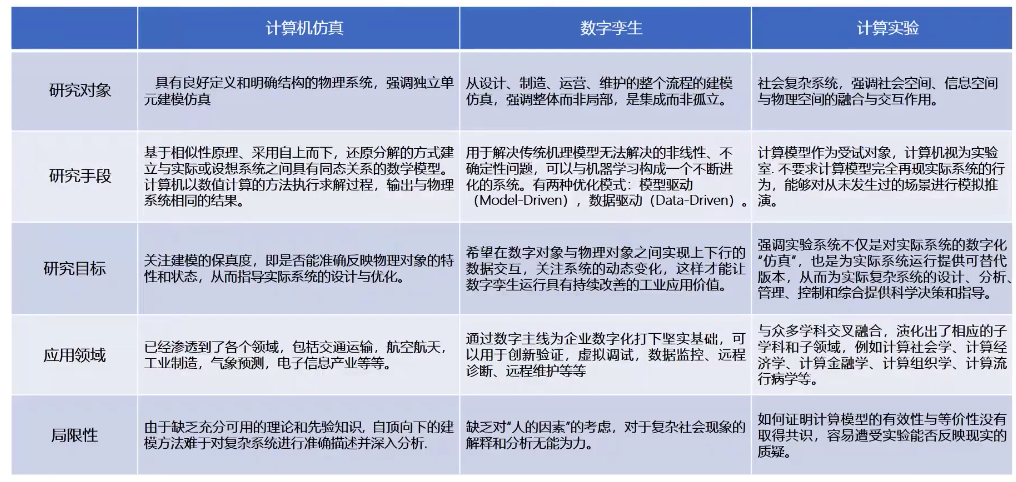 计算机仿真
数字孪生
计算实验
研究对象
具有良好定义和明确结构的物理系统，强调独立单
元建模仿真
从设计、制造、运营、维护的整个流程的建模
仿真，强调整体而非局部，是集成而非孤立。
社会复杂系统，强调社会空间、信息空间
与物理空间的融合与交互作用。
研究手段
基于相似性原理、采用自上而下，还原分解的方式建
立与实际或设想系统之间具有同态关系的数学模型。
计算机以数值计算的方法执行求解过程，输出与物理
系统相同的结果。
用于解决传统机理模型无法解决的非线性、不
确定性问题，可以与机器学习构成一个不断进
化的系统。有两种优化模式：模型驱动
（Model-Driven），数据驱动（Data-Driven）。
计算模型作为受试对象，计算机视为实验
室. 不要求计算模型完全再现实际系统的行
为，能够对从未发生过的场景进行模拟推
演。
研究目标
关注建模的保真度，即是否能准确反映物理对象的特
性和状态，从而指导实际系统的设计与优化。
希望在数字对象与物理对象之间实现上下行的
数据交互，关注系统的动态变化，这样才能让
数字孪生运行具有持续改善的工业应用价值。
强调实验系统不仅是对实际系统的数字化
“仿真”，也是为实际系统运行提供可替代
版本，从而为实际复杂系统的设计、分析、
管理、控制和综合提供科学决策和指导。
应用领域
已经渗透到了各个领域，包括交通运输，航空航天，
工业制造，气象预测，电子信息产业等等。
通过数字主线为企业数字化打下坚实基础，可
以用于创新验证，虚拟调试，数据监控、远程
诊断、远程维护等等
与众多学科交叉融合，演化出了相应的子
学科和子领域，例如计算社会学、计算经
济学、计算金融学、计算组织学、计算流
行病学等。
局限性
由于缺乏充分可用的理论和先验知识, 自顶向下的建
模方法难于对复杂系统进行准确描述并深入分析.
缺乏对“人的因素”的考虑，对于复杂社会现象的
解释和分析无能为力。
如何证明计算模型的有效性与等价性没有
取得共识，容易遭受实验能否反映现实的
质疑。